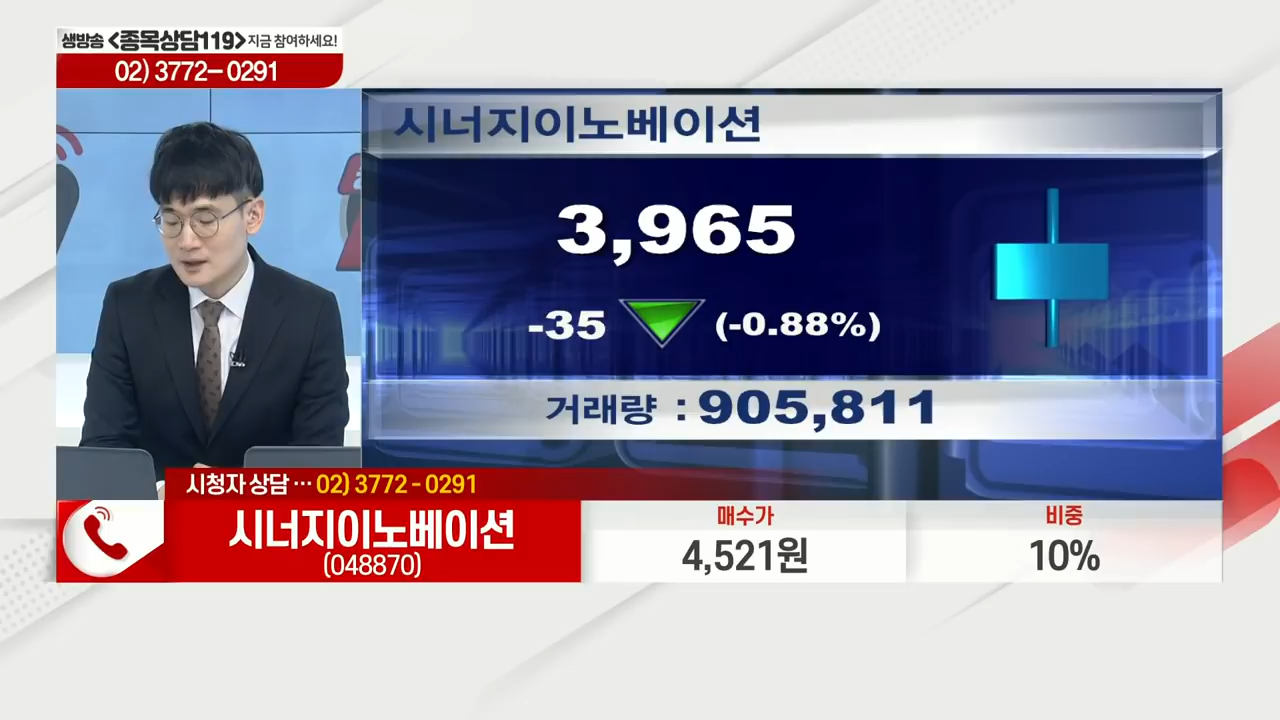 생방송 <종목상담119> 지금 참여하세요!
02) 3772-0291
시너지이노베이션
3,965
-35 (-0.88%)
거래량 : 905,811
시청자 상담 … 02) 3772-0291
시너지이노베이션
(048870)
매수가
4,521원
비중
10%